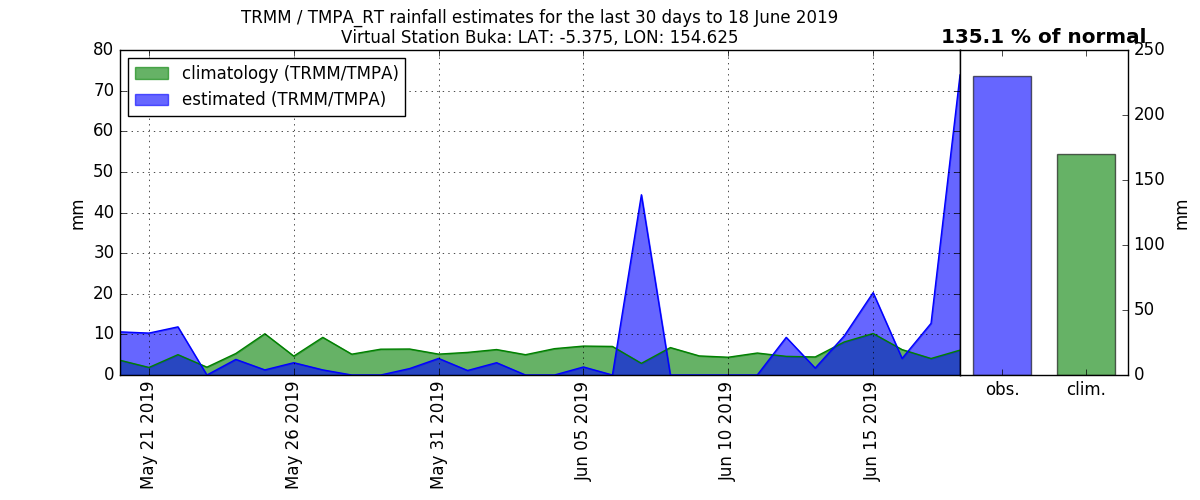 TRMM / TMPA_RT rainfall estimates for the last 30 days to 18 June 2019
Virtual Station Buka: LAT: -5.375, LON: 154.625
135.1 % of normal
climatology (TRMM/TMPA)
estimated (TRMM/TMPA)
80
70
60
50
40
30
20
10
0
mm
May 21 2019
May 26 2019
May 31 2019
Jun 05 2019
Jun 10 2019
Jun 15 2019
obs.
clim.
250
200
150
100
50
0
mm